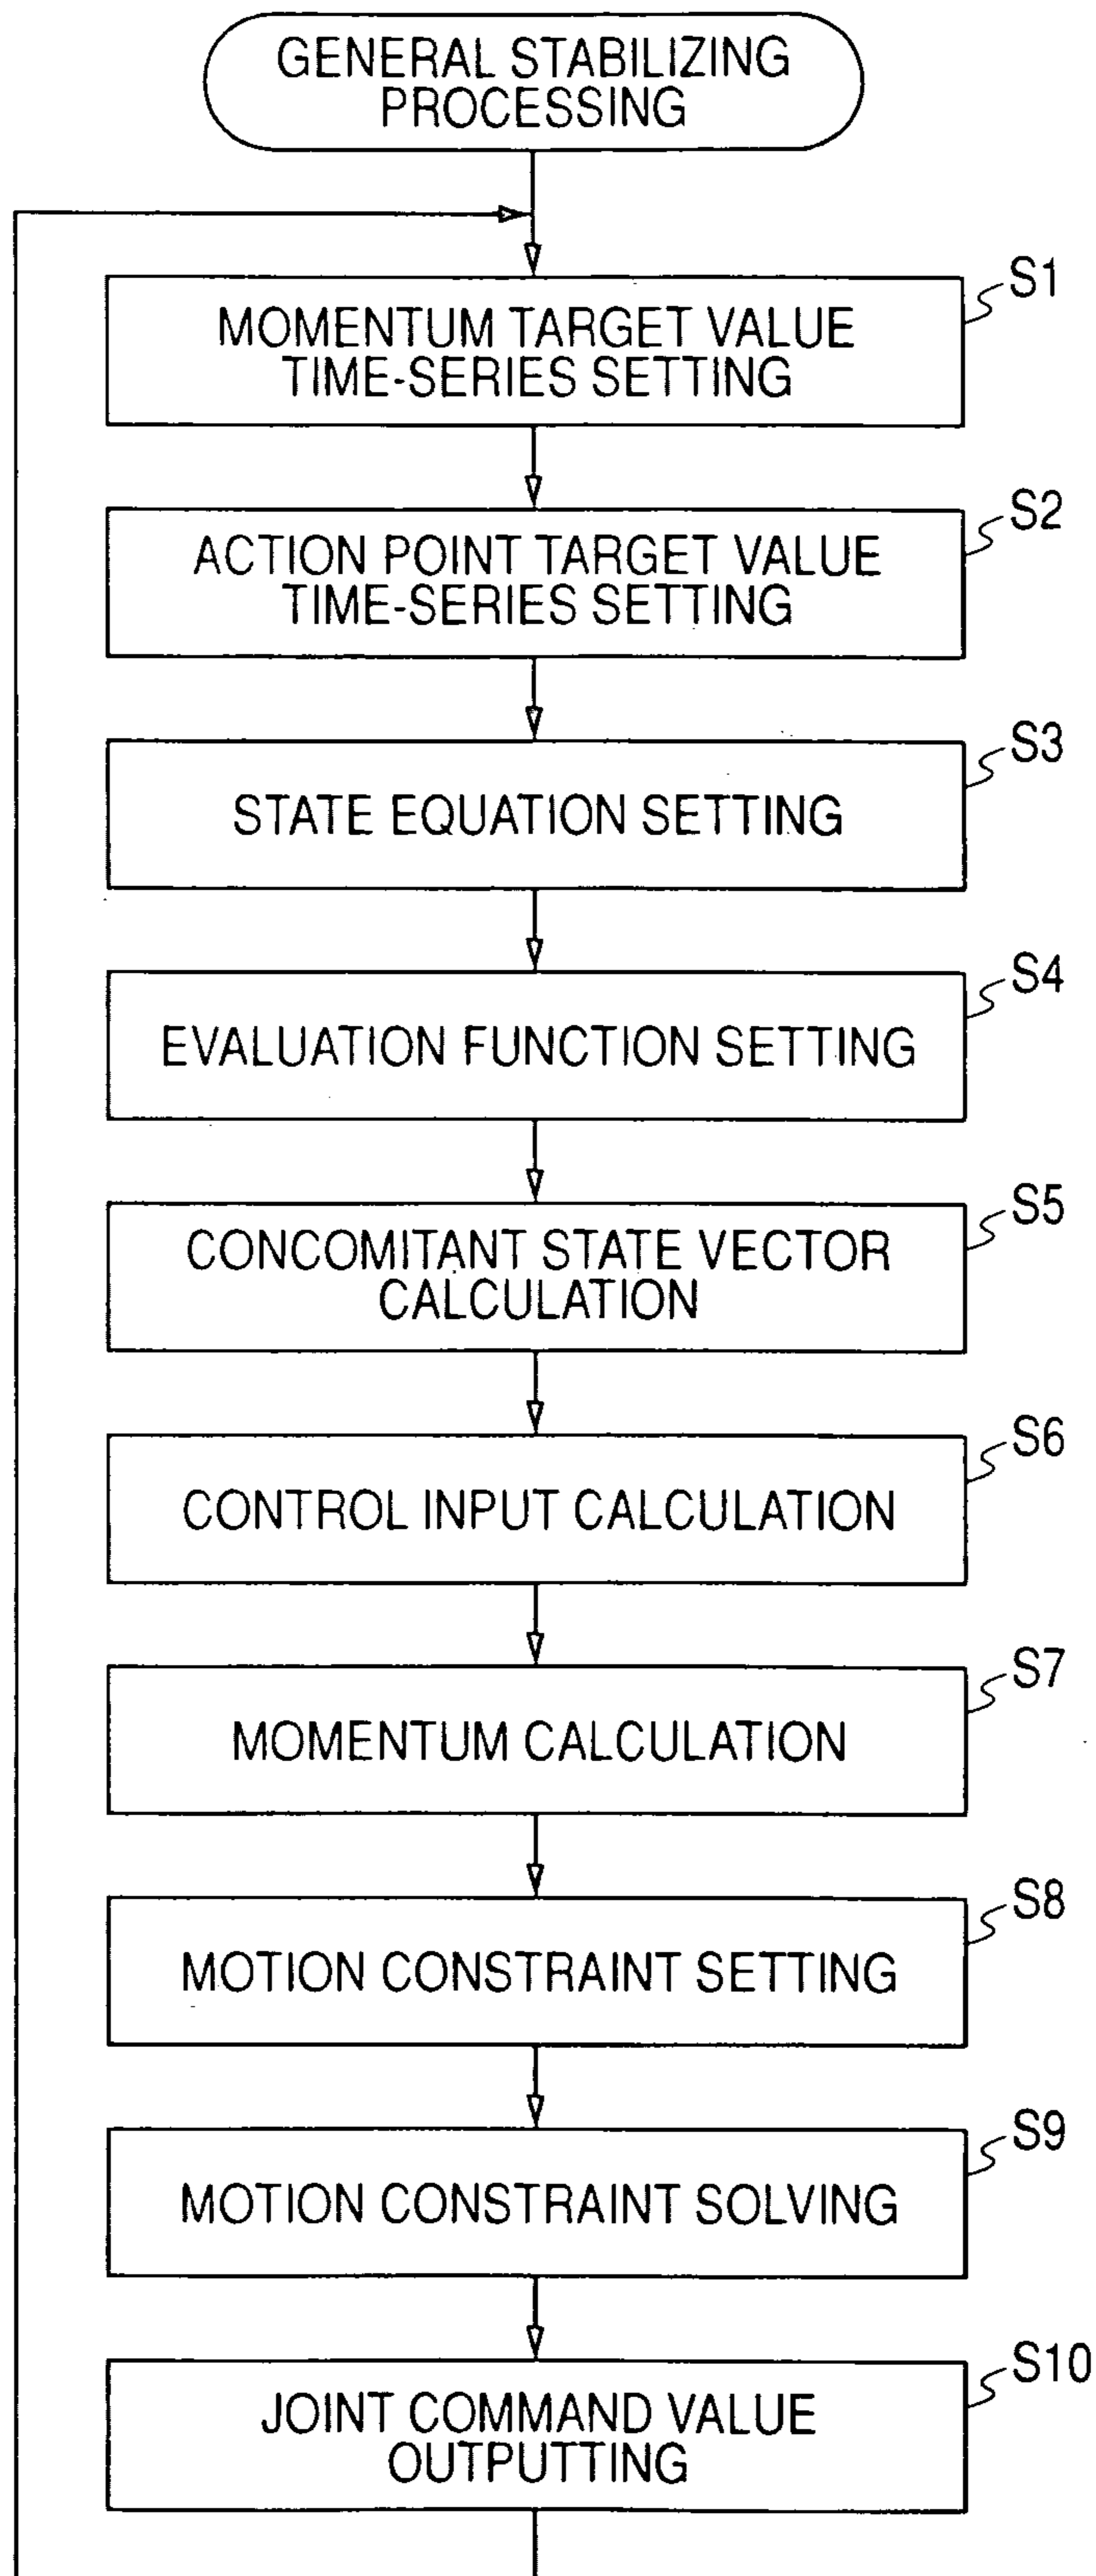 GENERAL STABILIZING
PROCESSING
S1
MOMENTUM TARGET VALUE
TIME-SERIES SETTING
S2
ACTION POINT TARGET VALUE
TIME-SERIES SETTING
S3
STATE EQUATION SETTING
S4
EVALUATION FUNCTION SETTING
S5
CONCOMITANT STATE VECTOR
CALCULATION
S6
CONTROL INPUT CALCULATION
S7
MOMENTUM CALCULATION
S8
MOTION CONSTRAINT SETTING
S9
MOTION CONSTRAINT SOLVING
S10
JOINT COMMAND VALUE
OUTPUTTING